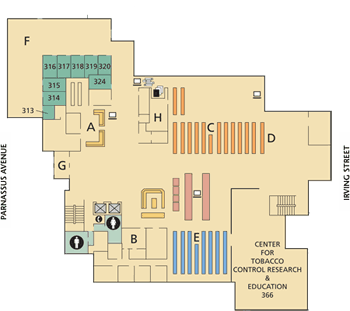 F
316 317 318 319 320
315
324
314
313
A
H
C
D
G
PARNASSUS AVENUE
IRVING STREET
B
E
CENTER
FOR
TOBACCO
CONTROL RESEARCH
&
EDUCATION
366